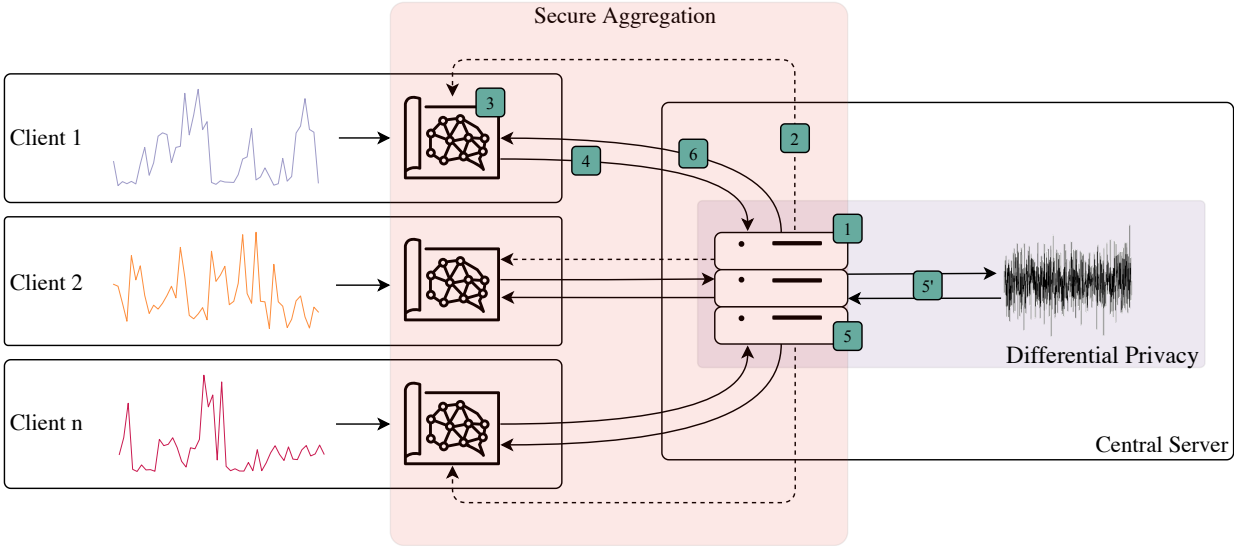 Secure Aggregation
Client 1
3
4
6
2
1
Client 2
5'
5
Differential Privacy
Client n
Central Server